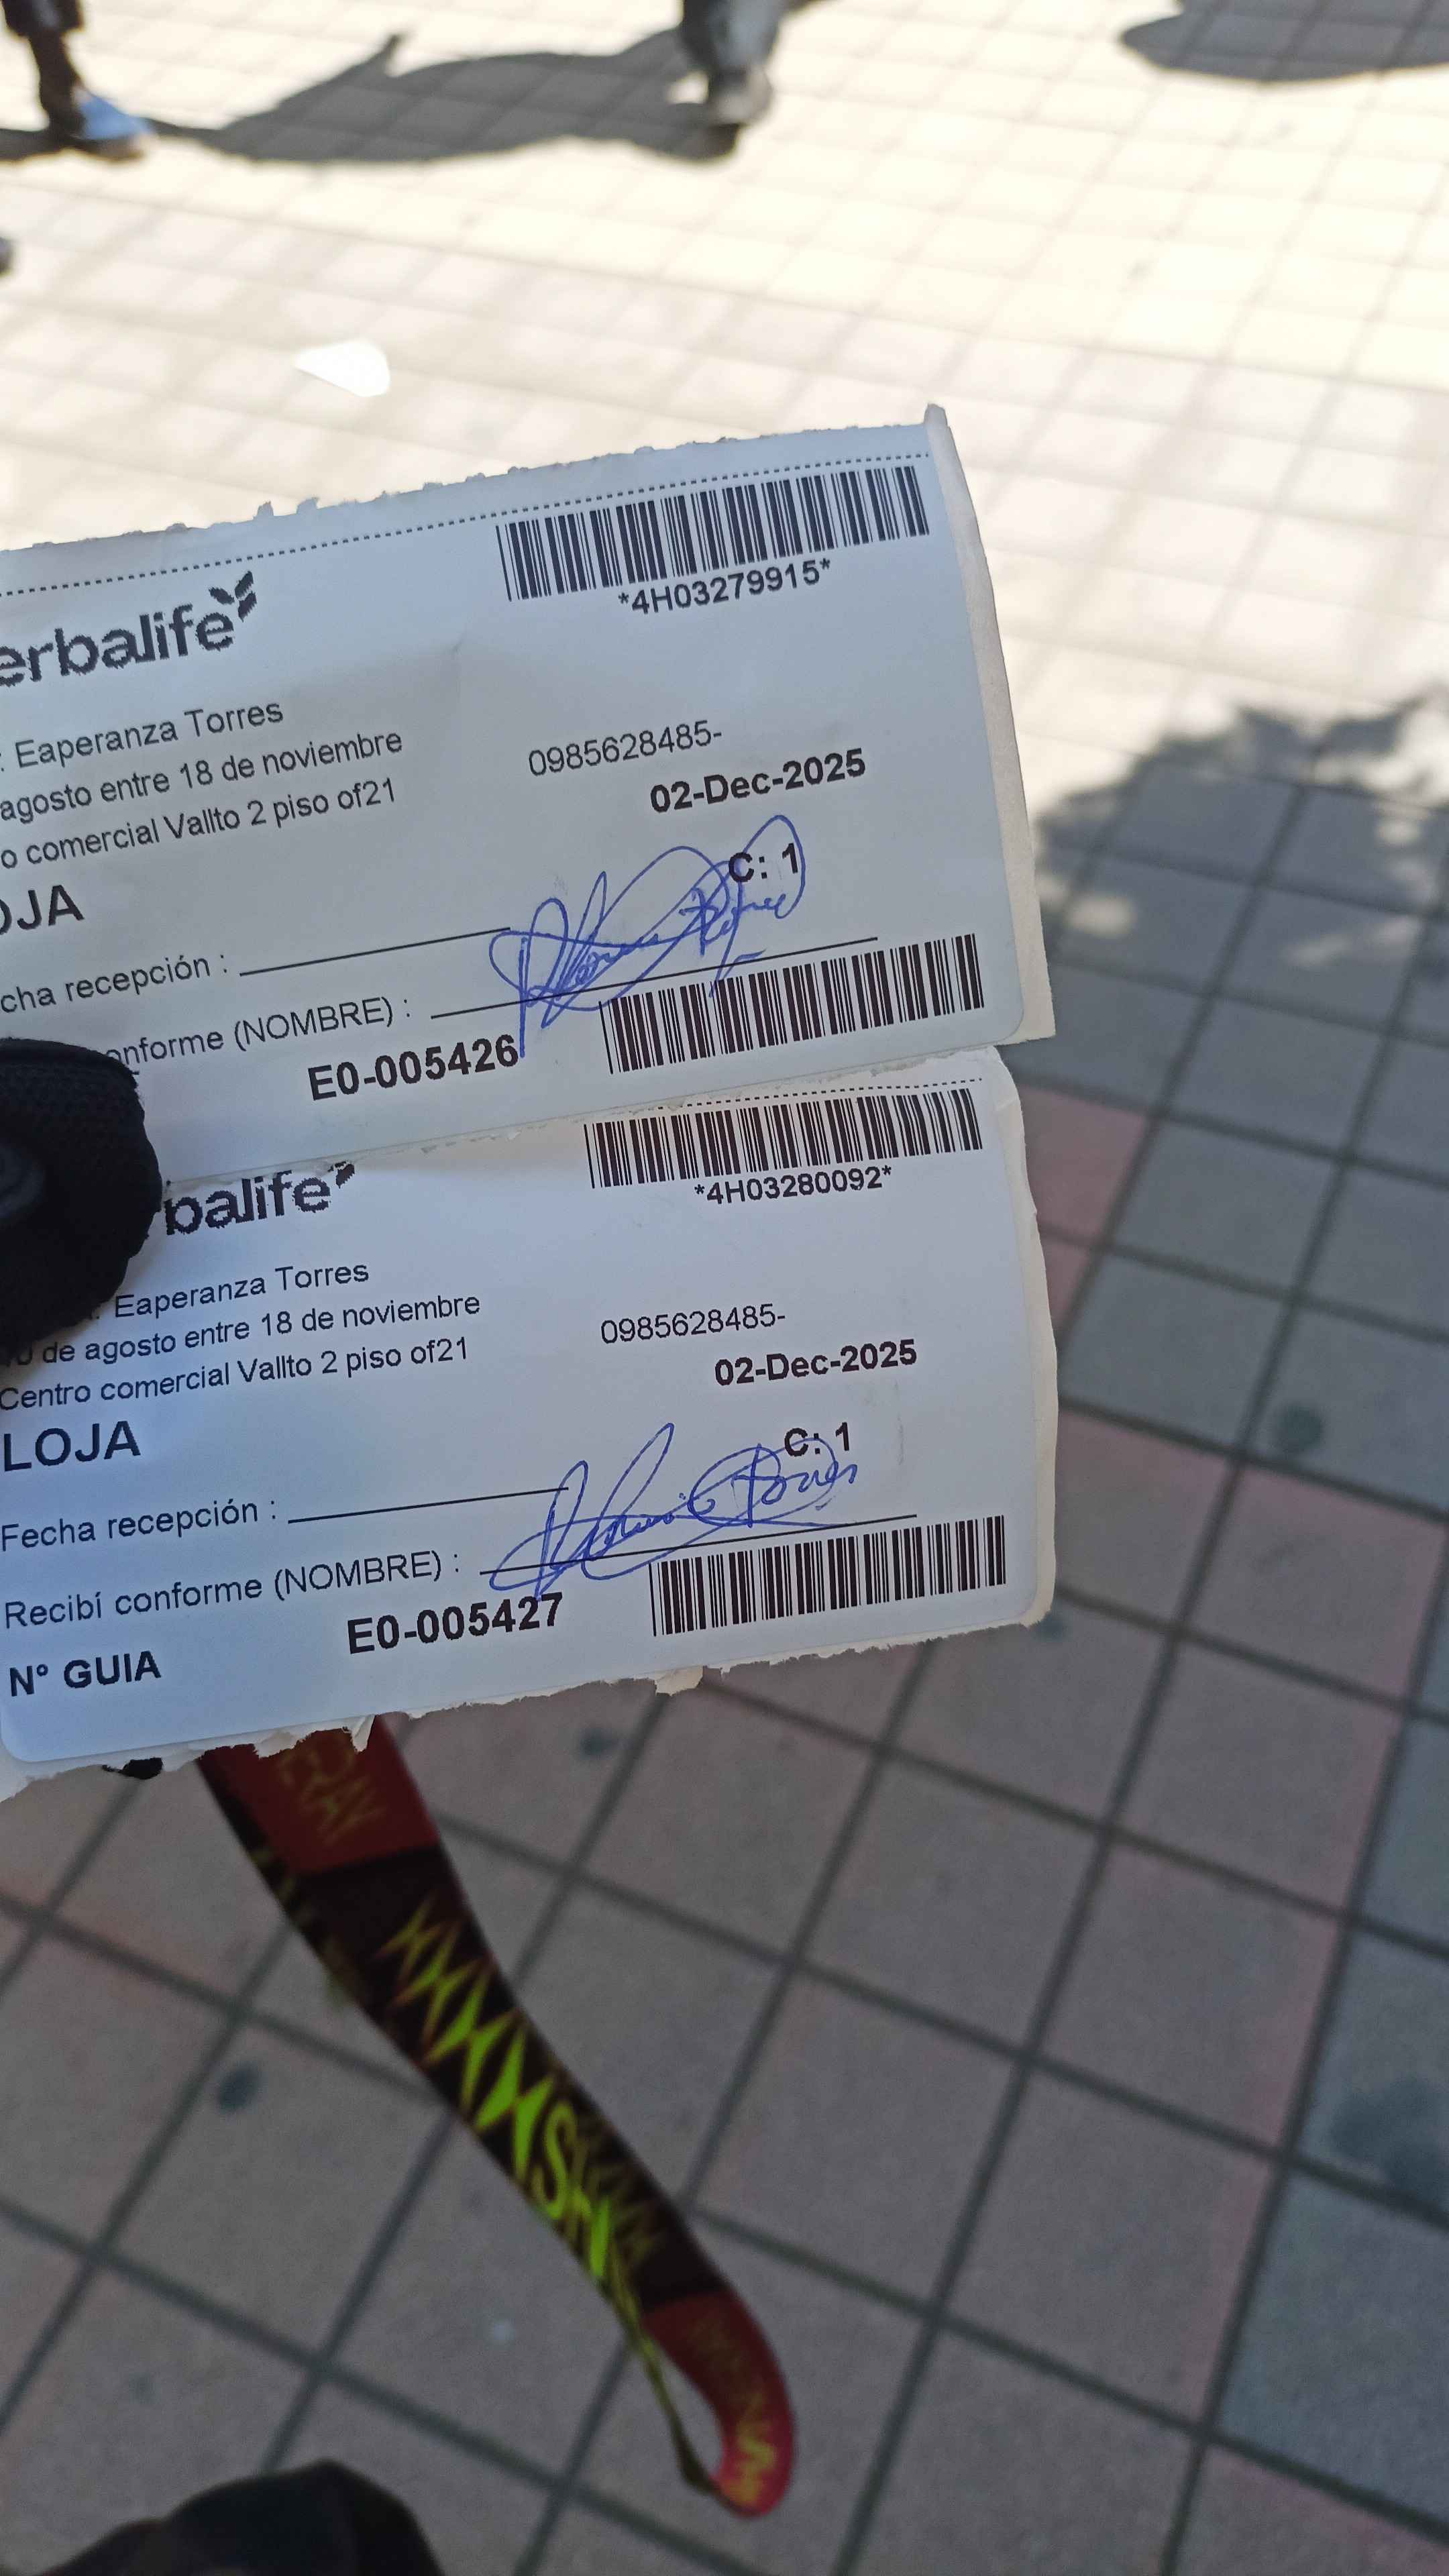 *4H03279915*
erbalife
: Eaperanza Torres
agosto entre 18 de noviembre
0985628485-
o comercial Vallto 2 piso of21
02-Dec-2025
OJA
C: 1
cha recepción :
onforme (NOMBRE) :
E0-005426
*4H03280092*
rbalife
: Eaperanza Torres
de agosto entre 18 de noviembre
0985628485-
Centro comercial Vallto 2 piso of21
02-Dec-2025
LOJA
C: 1
Fecha recepción :
Torres
Recibí conforme (NOMBRE) :
E0-005427
N° GUIA